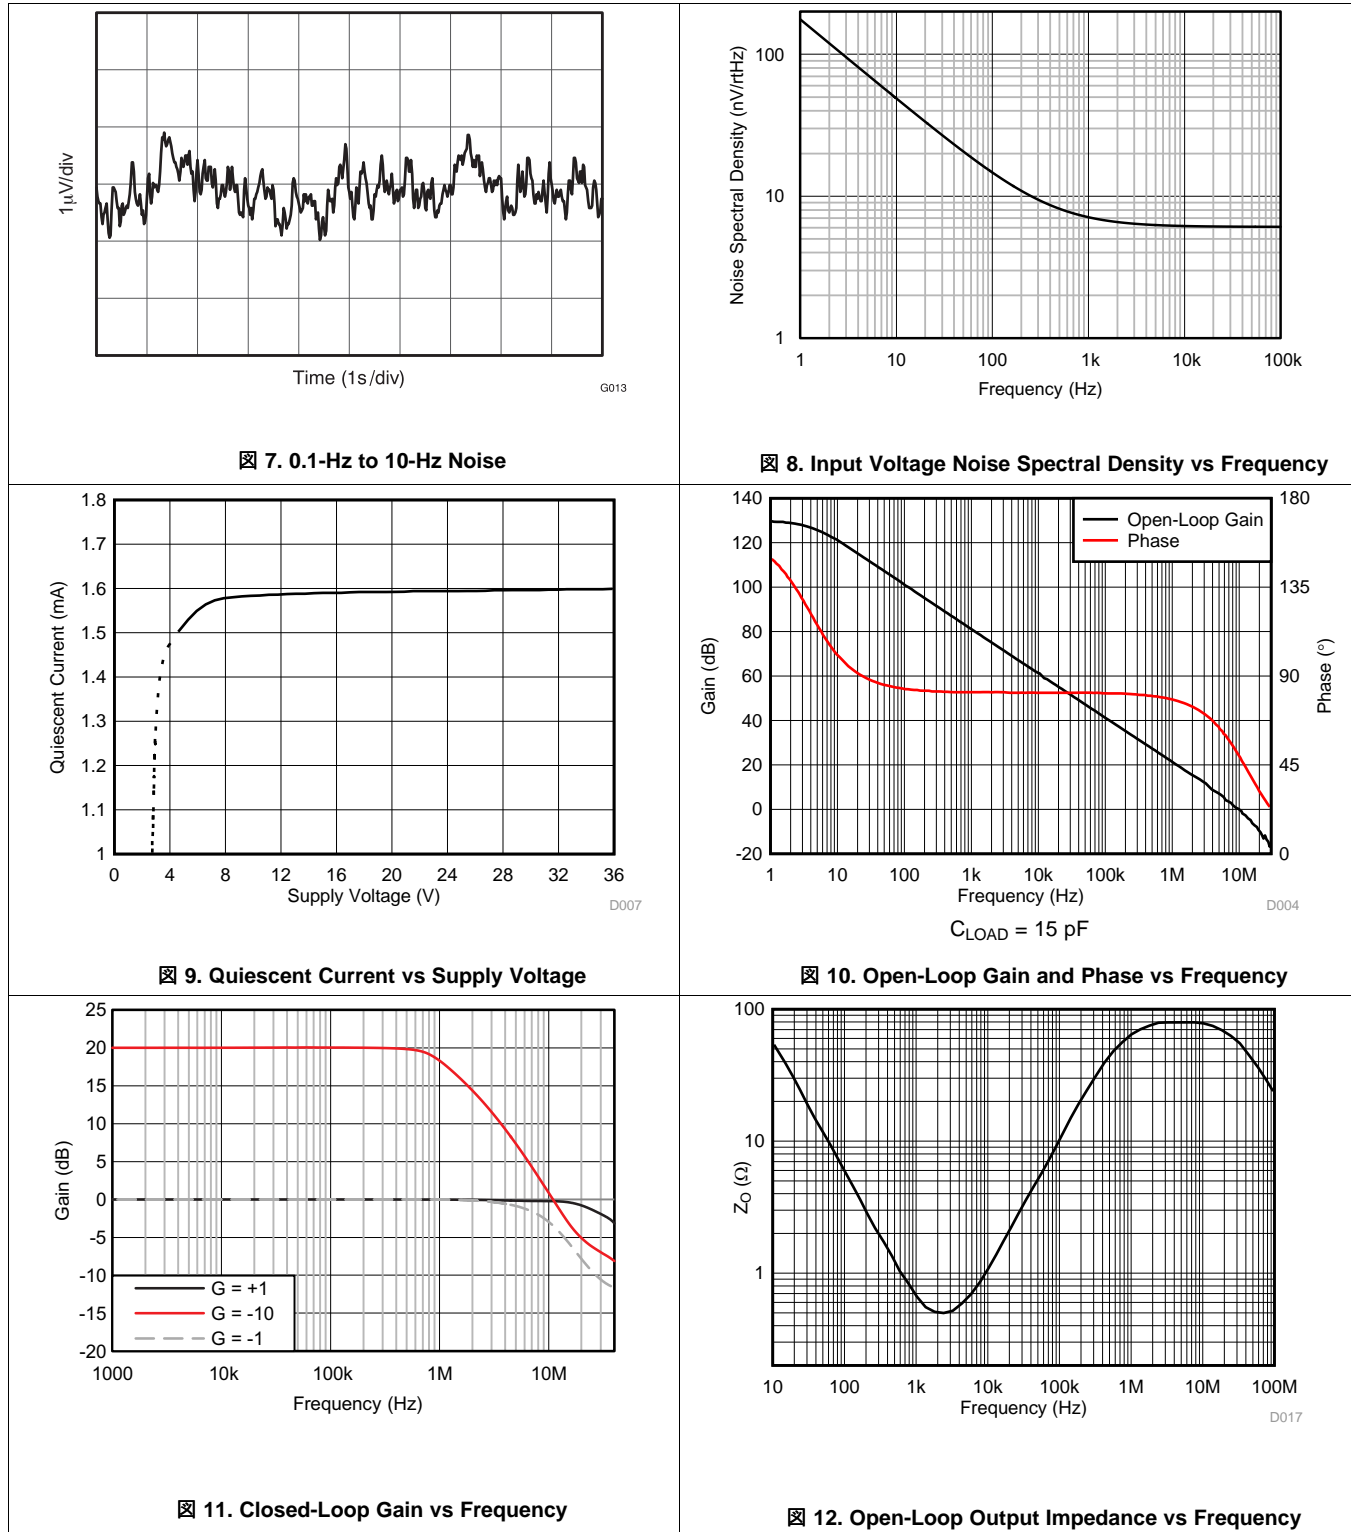 1μV/div
Time (1s/div)
G013
図 7. 0.1-Hz to 10-Hz Noise
Noise Spectral Density (nV/rtHz)
100
10
1
1 10 100 1k 10k 100k
Frequency (Hz)
図 8. Input Voltage Noise Spectral Density vs Frequency
Quiescent Current (mA)
1.8
1.7
1.6
1.5
1.4
1.3
1.2
1.1
1
0 4 8 12 16 20 24 28 32 36
Supply Voltage (V)
D007
図 9. Quiescent Current vs Supply Voltage
Gain (dB)
140
120
100
80
60
40
20
0
-20
Open-Loop Gain
Phase
180
135
90
45
0
Phase (°)
1 10 100 1k 10k 100k 1M 10M
Frequency (Hz)
D004
CLOAD = 15 pF
図 10. Open-Loop Gain and Phase vs Frequency
Gain (dB)
25
20
15
10
5
0
-5
-10
-15
-20
G = +1
G = -10
G = -1
1000 10k 100k 1M 10M
Frequency (Hz)
図 11. Closed-Loop Gain vs Frequency
ZO (Ω)
100
10
1
10 100 1k 10k 100k 1M 10M 100M
Frequency (Hz)
D017
図 12. Open-Loop Output Impedance vs Frequency